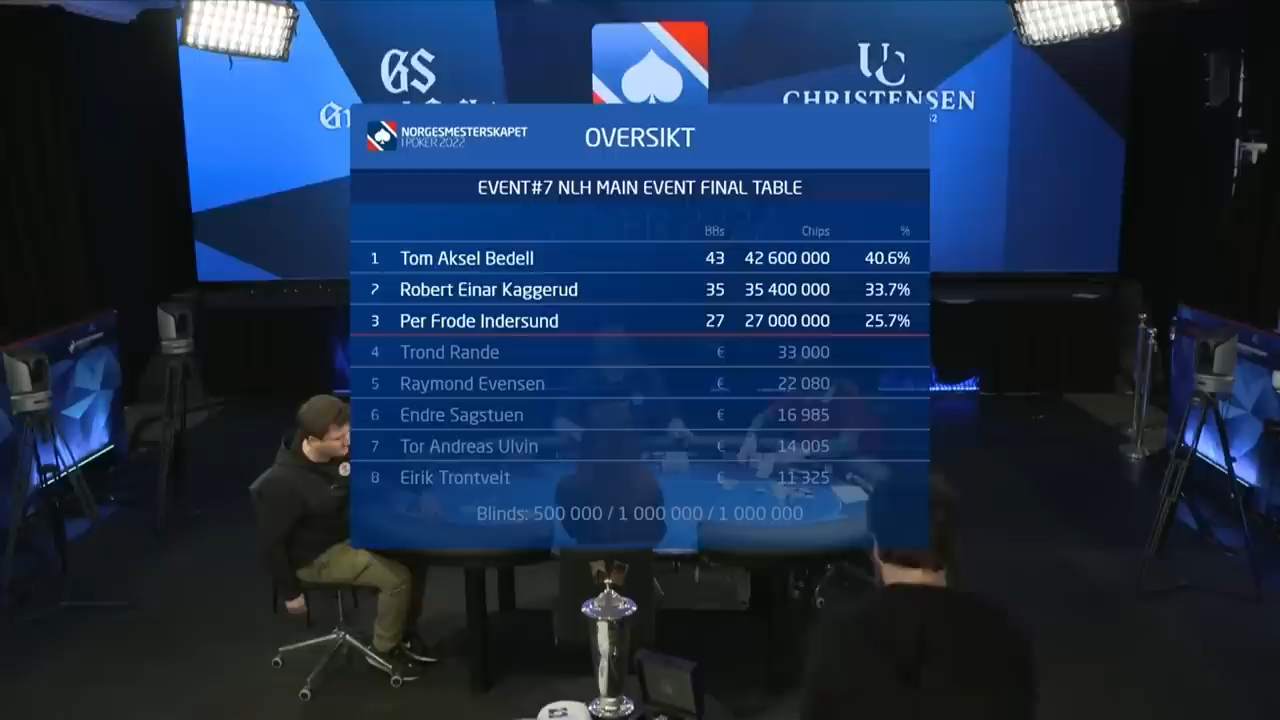 GS
UC
CHRISTENSEN
NORGESMESTERSKAPET
I POKER 2022
OVERSIKT
EVENT#7 NLH MAIN EVENT FINAL TABLE
BBs Chips %
1 Tom Aksel Bedell 43 42 600 000 40.6%
2 Robert Einar Kaggerud 35 35 400 000 33.7%
3 Per Frode Indersund 27 27 000 000 25.7%
4 Trond Rande € 33 000
5 Raymond Evensen € 22 080
6 Endre Sagstuen € 16 985
7 Tor Andreas Ulvin € 14 005
8 Eirik Trontveit € 11 325
Blinds: 500 000 / 1 000 000 / 1 000 000